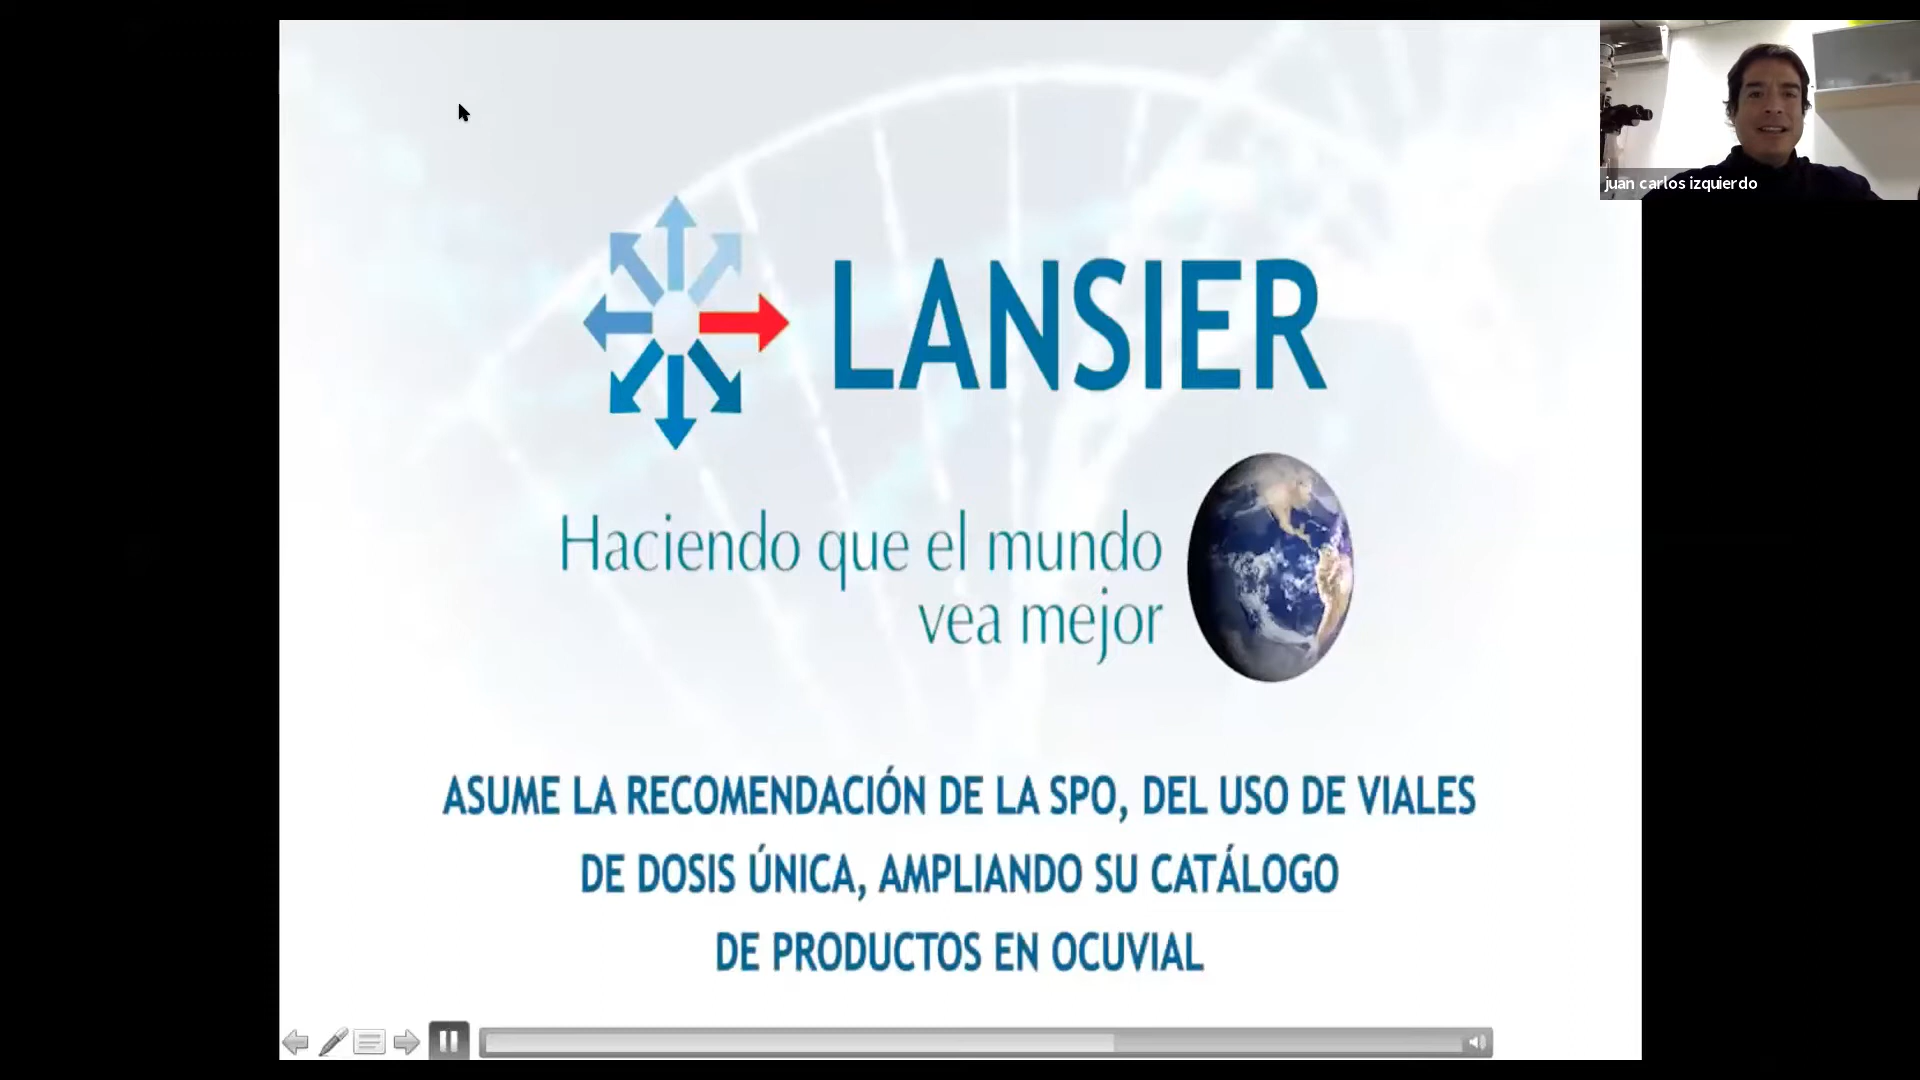 juan carlos izquierdo
LANSIER
Haciendo que el mundo
vea mejor
ASUME LA RECOMENDACIÓN DE LA SPO, DEL USO DE VIALES
DE DOSIS ÚNICA, AMPLIANDO SU CATÁLOGO
DE PRODUCTOS EN OCUVIAL